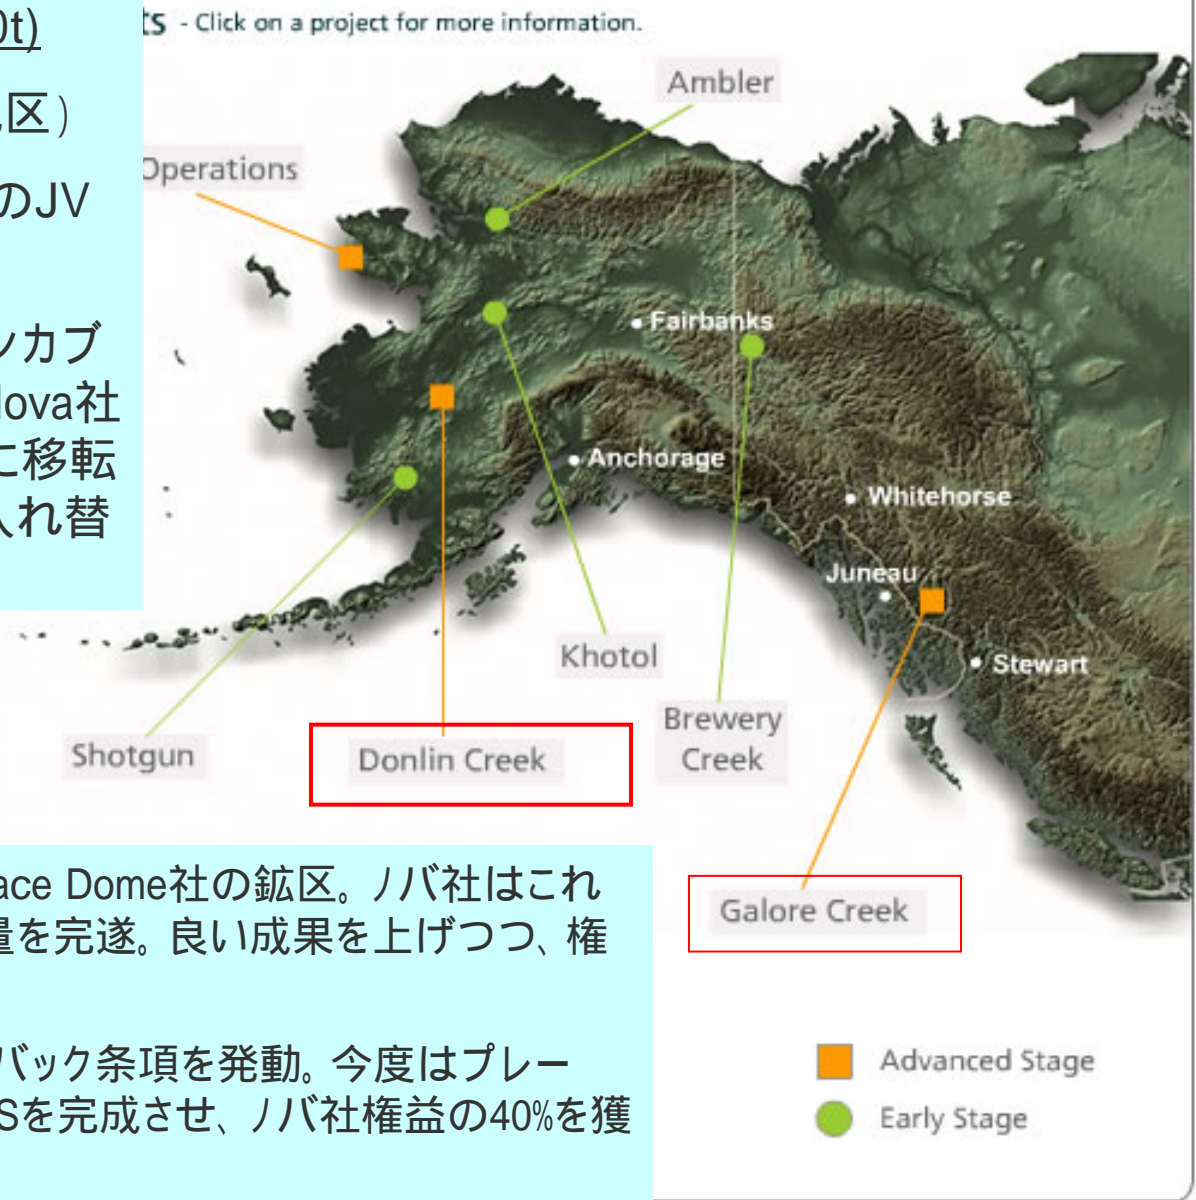 0t)
区)
のJV
ンカブ
Nova社
に移転
入れ替
ts - Click on a project for more information.
Ambler
Operations
Fairbanks
Anchorage
Whitehorse
Juneau
Stewart
Khotol
Brewery
Creek
Shotgun
Donlin Creek
Galore Creek
ace Dome社の鉱区。ノバ社はこれ
量を完遂。良い成果を上げつつ、権
バック条項を発動。今度はプレー
Sを完成させ、ノバ社権益の40%を獲
Advanced Stage
Early Stage